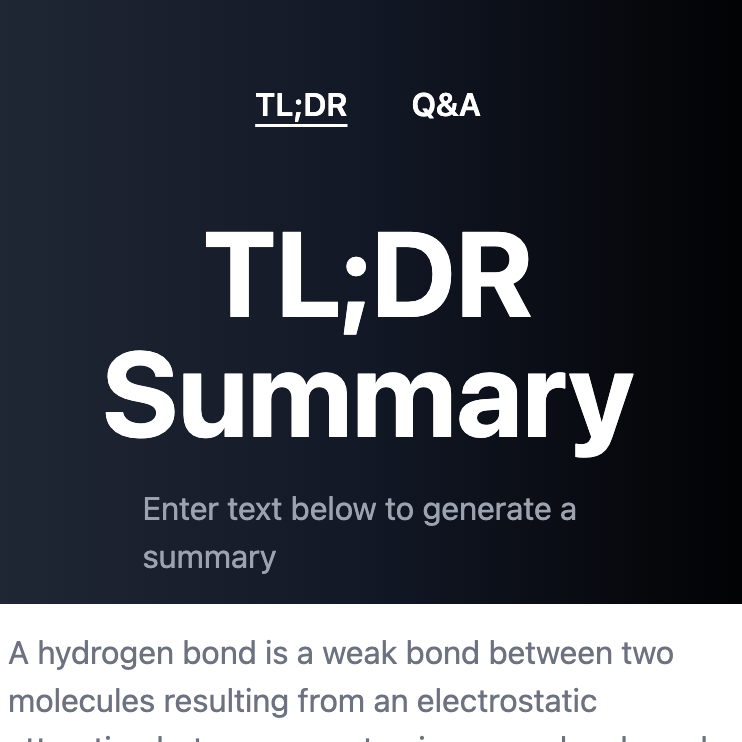 TL;DR Q&A
TL;DR
Summary
Enter text below to generate a
summary
A hydrogen bond is a weak bond between two
molecules resulting from an electrostatic